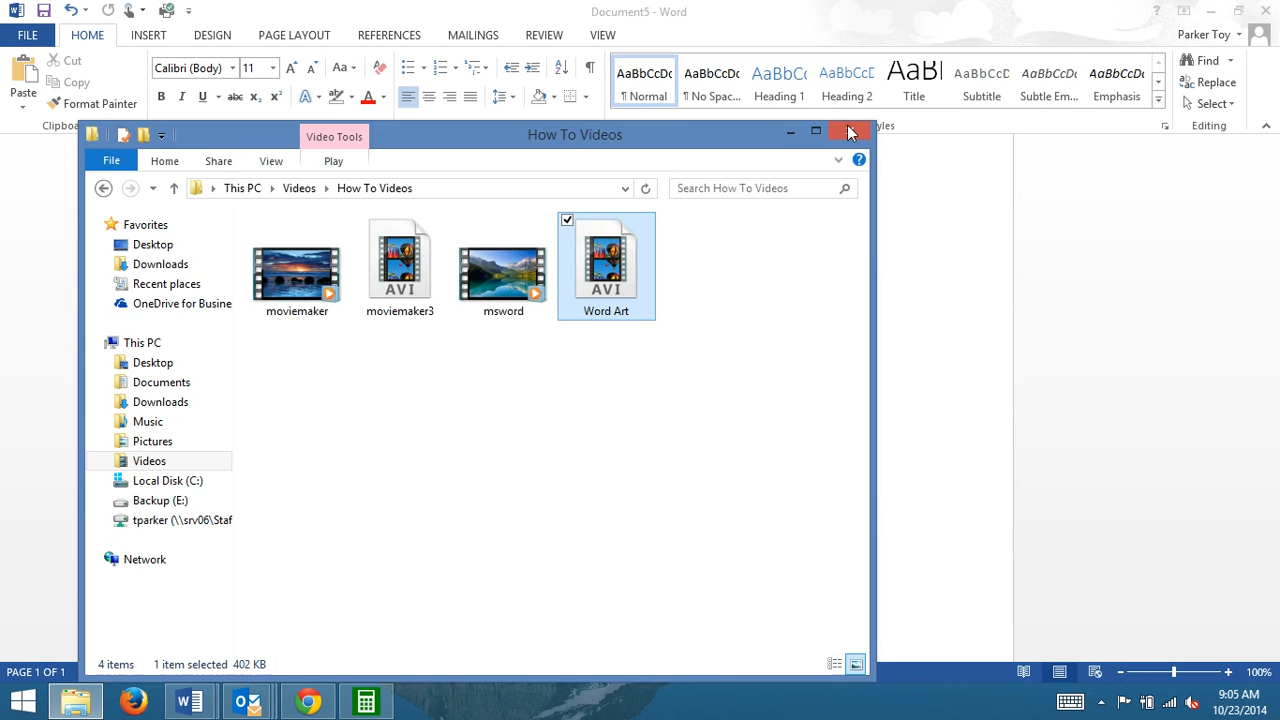 Document5 - Word
Parker Toy
FILE HOME INSERT DESIGN PAGE LAYOUT REFERENCES MAILINGS REVIEW VIEW
Paste
Cut
Copy
Format Painter
Calibri (Body) 11
AaBbCcDc AaBbCcDc AaBbCc AaBbCcC AaBl AaBbCcD AaBbCcDc AaBbCcDc
¶ Normal ¶ No Spac... Heading 1 Heading 2 Title Subtitle Subtle Em... Emphasis
Find
Replace
Select
Editing
Video Tools
How To Videos
File Home Share View Play
This PC Videos How To Videos
Search How To Videos
Favorites
Desktop
Downloads
Recent places
OneDrive for Busine
This PC
Desktop
Documents
Downloads
Music
Pictures
Videos
Local Disk (C:)
Backup (E:)
tparker (\\srv06\Staf
Network
AVI
AVI
moviemaker moviemaker3 msword Word Art
4 items 1 item selected 402 KB
PAGE 1 OF 1
100%
9:05 AM
10/23/2014